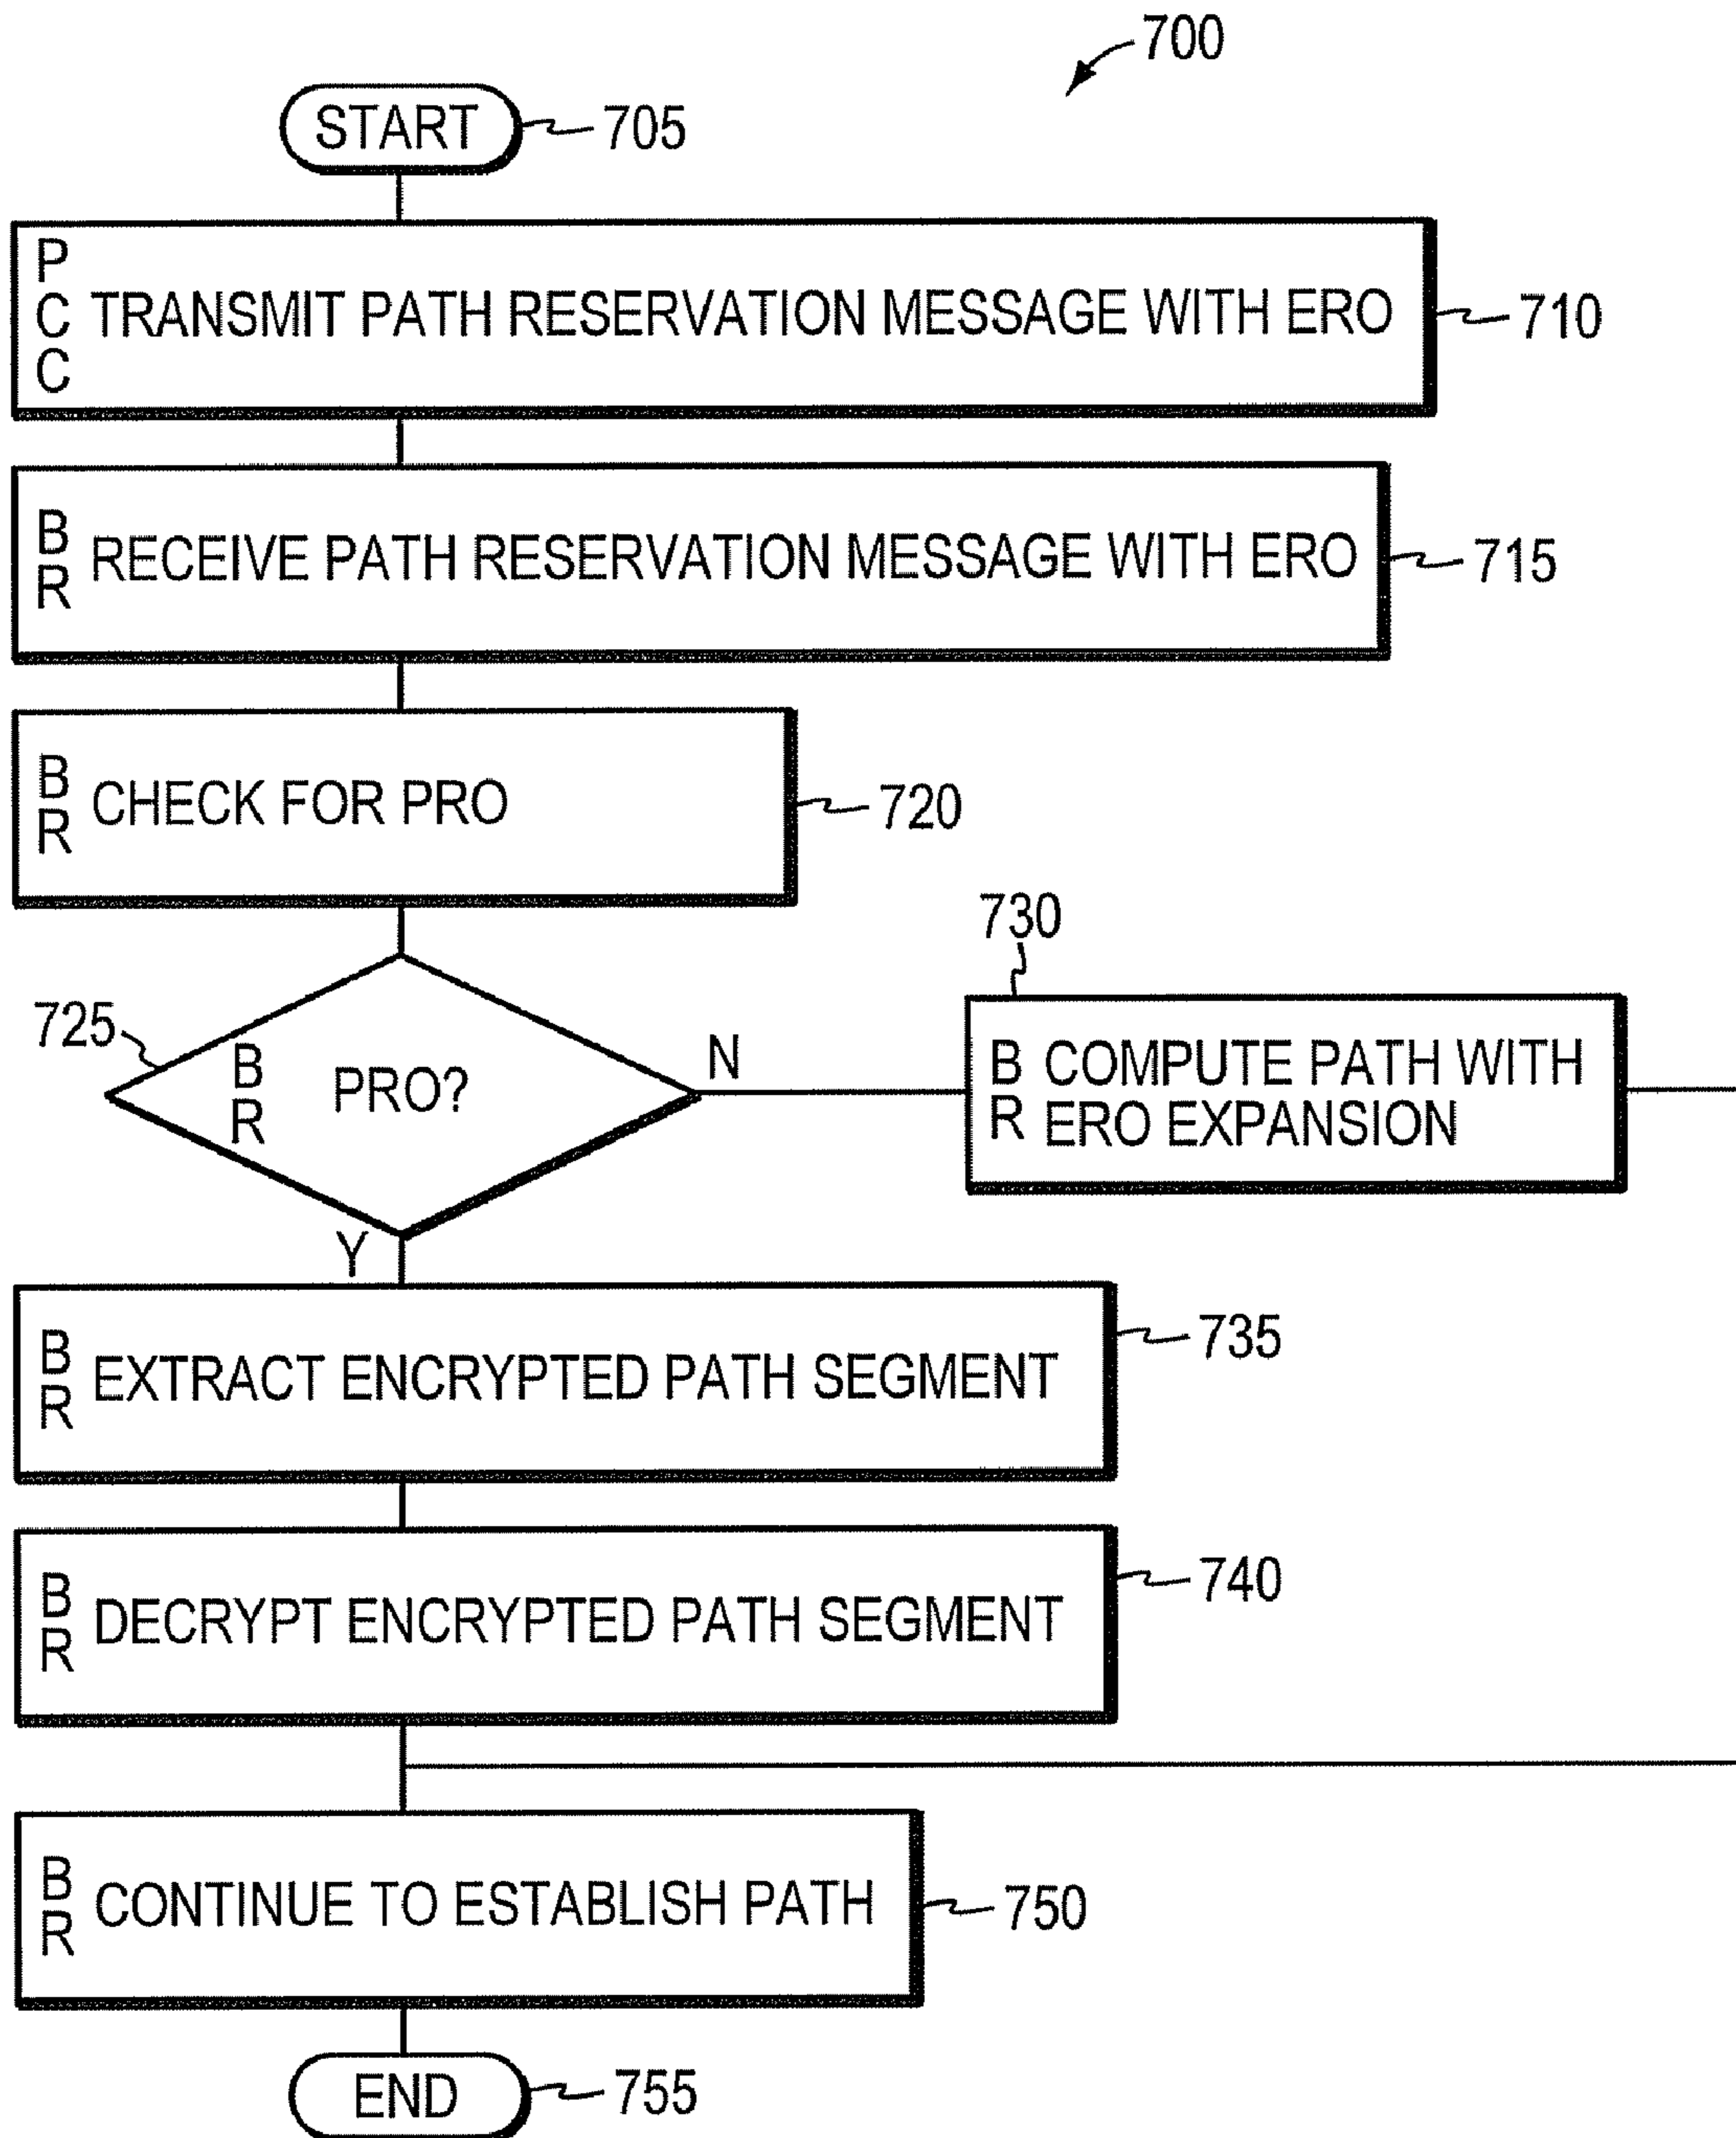 700
START
705
P
C
C
TRANSMIT PATH RESERVATION MESSAGE WITH ERO
710
B
R
RECEIVE PATH RESERVATION MESSAGE WITH ERO
715
B
R
CHECK FOR PRO
720
725
B
R
PRO?
N
Y
730
B
R
COMPUTE PATH WITH
ERO EXPANSION
B
R
EXTRACT ENCRYPTED PATH SEGMENT
735
B
R
DECRYPT ENCRYPTED PATH SEGMENT
740
B
R
CONTINUE TO ESTABLISH PATH
750
END
755